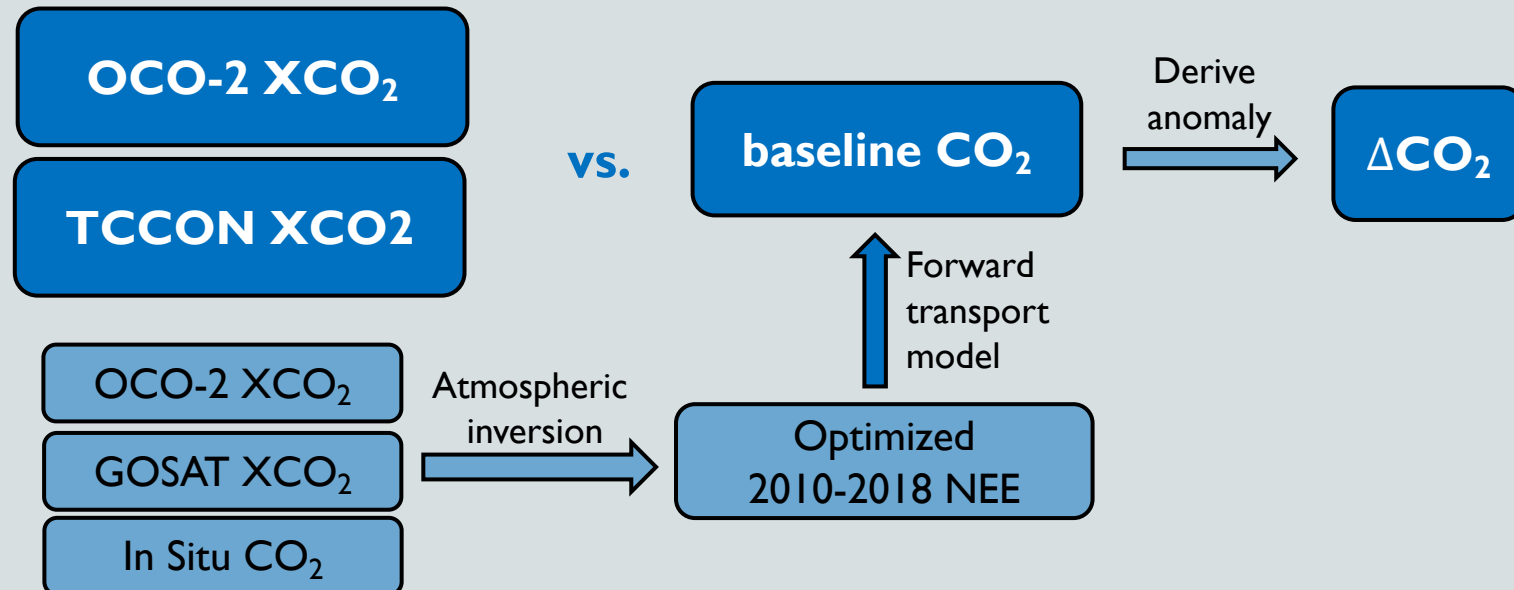 OCO-2 XCO₂
TCCON XCO2
vs.
baseline CO₂
Derive
anomaly
ΔCO₂
Forward
transport
model
OCO-2 XCO₂
GOSAT XCO₂
In Situ CO₂
Atmospheric
inversion
Optimized
2010-2018 NEE